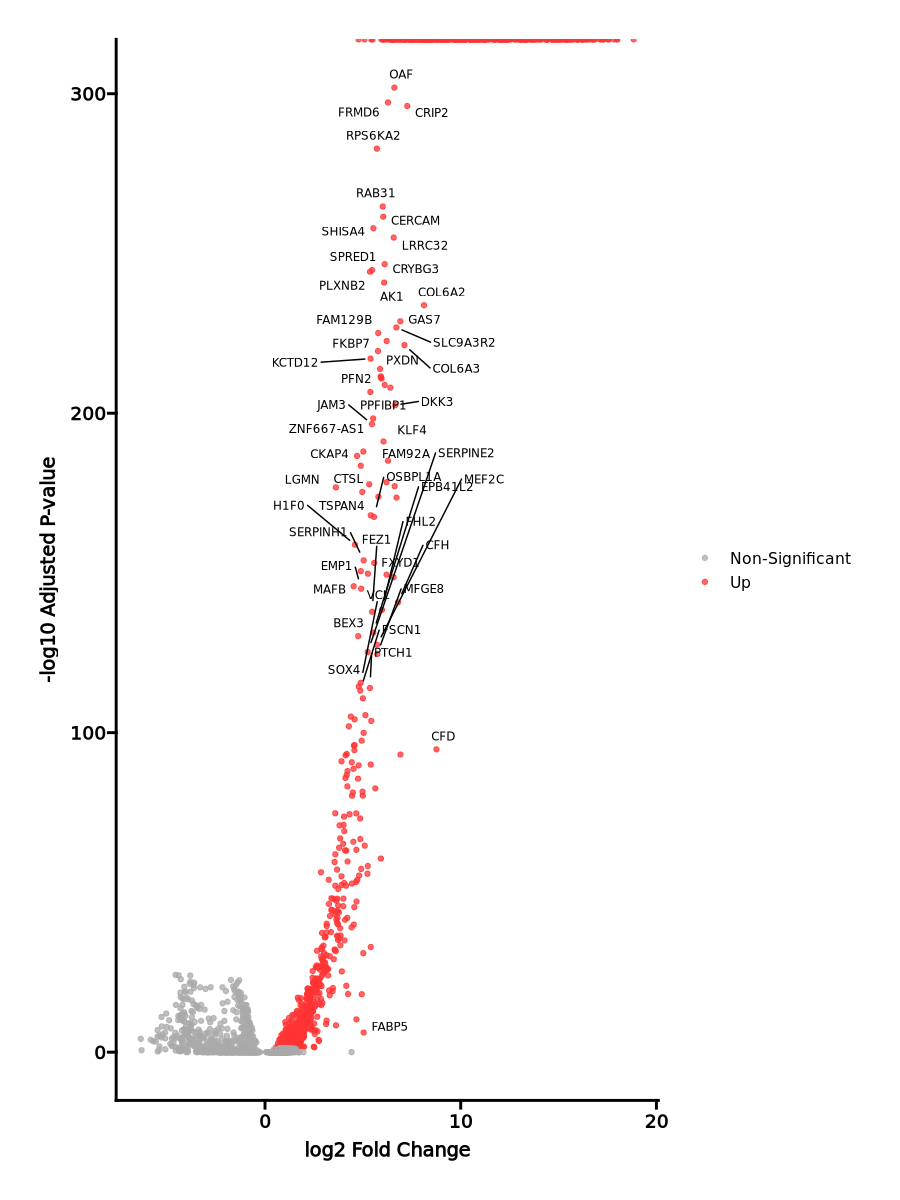 300
200
100
0
0
10
20
-log10 Adjusted P-value
log2 Fold Change
Non-Significant
Up
OAF
FRMD6
CRIP2
RPS6KA2
RAB31
CERCAM
SHISA4
LRRC32
SPRED1
CRYBG3
PLXNB2
COL6A2
AK1
FAM129B
GAS7
FKBP7
SLC9A3R2
KCTD12
PXDN
COL6A3
PFN2
JAM3
PPFIBP1
DKK3
ZNF667-AS1
KLF4
CKAP4
FAM92A
SERPINE2
LGMN
CTSL
OSBPL1A
MEF2C
EPB41L2
H1F0
TSPAN4
FHL2
SERPINH1
FEZ1
CFH
EMP1
FXYD1
MAFB
VCL
MFGE8
BEX3
FSCN1
PTCH1
SOX4
CFD
FABP5